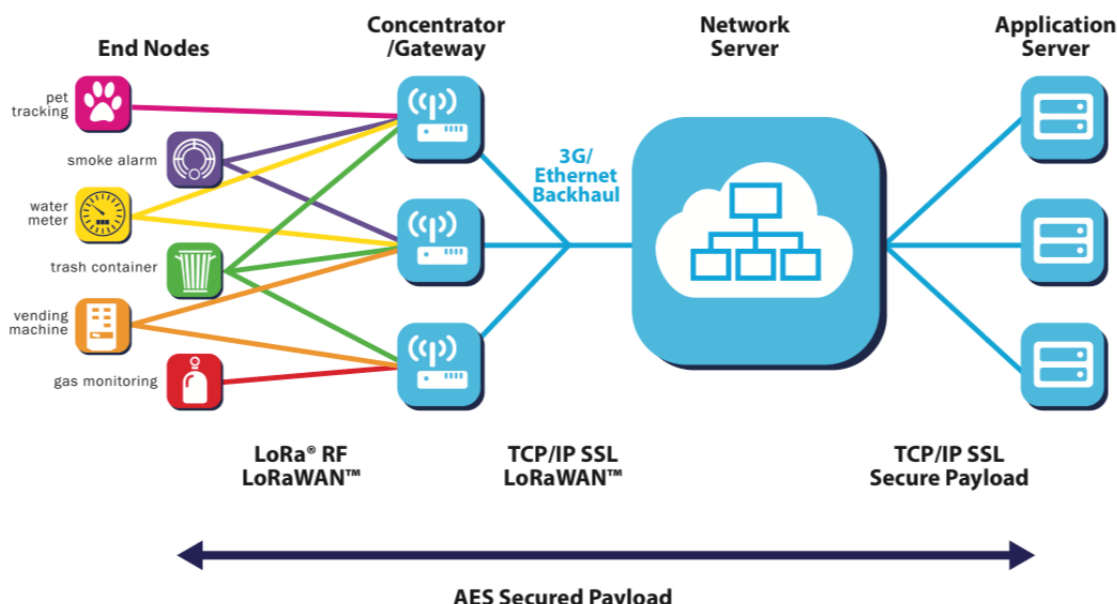 End Nodes
Concentrator
/Gateway
Network
Server
Application
Server
pet
tracking
smoke alarm
water
meter
trash container
vending
machine
gas monitoring
3G/
Ethernet
Backhaul
LoRa® RF
LoRaWAN™
TCP/IP SSL
LoRaWAN™
TCP/IP SSL
Secure Payload
AES Secured Payload